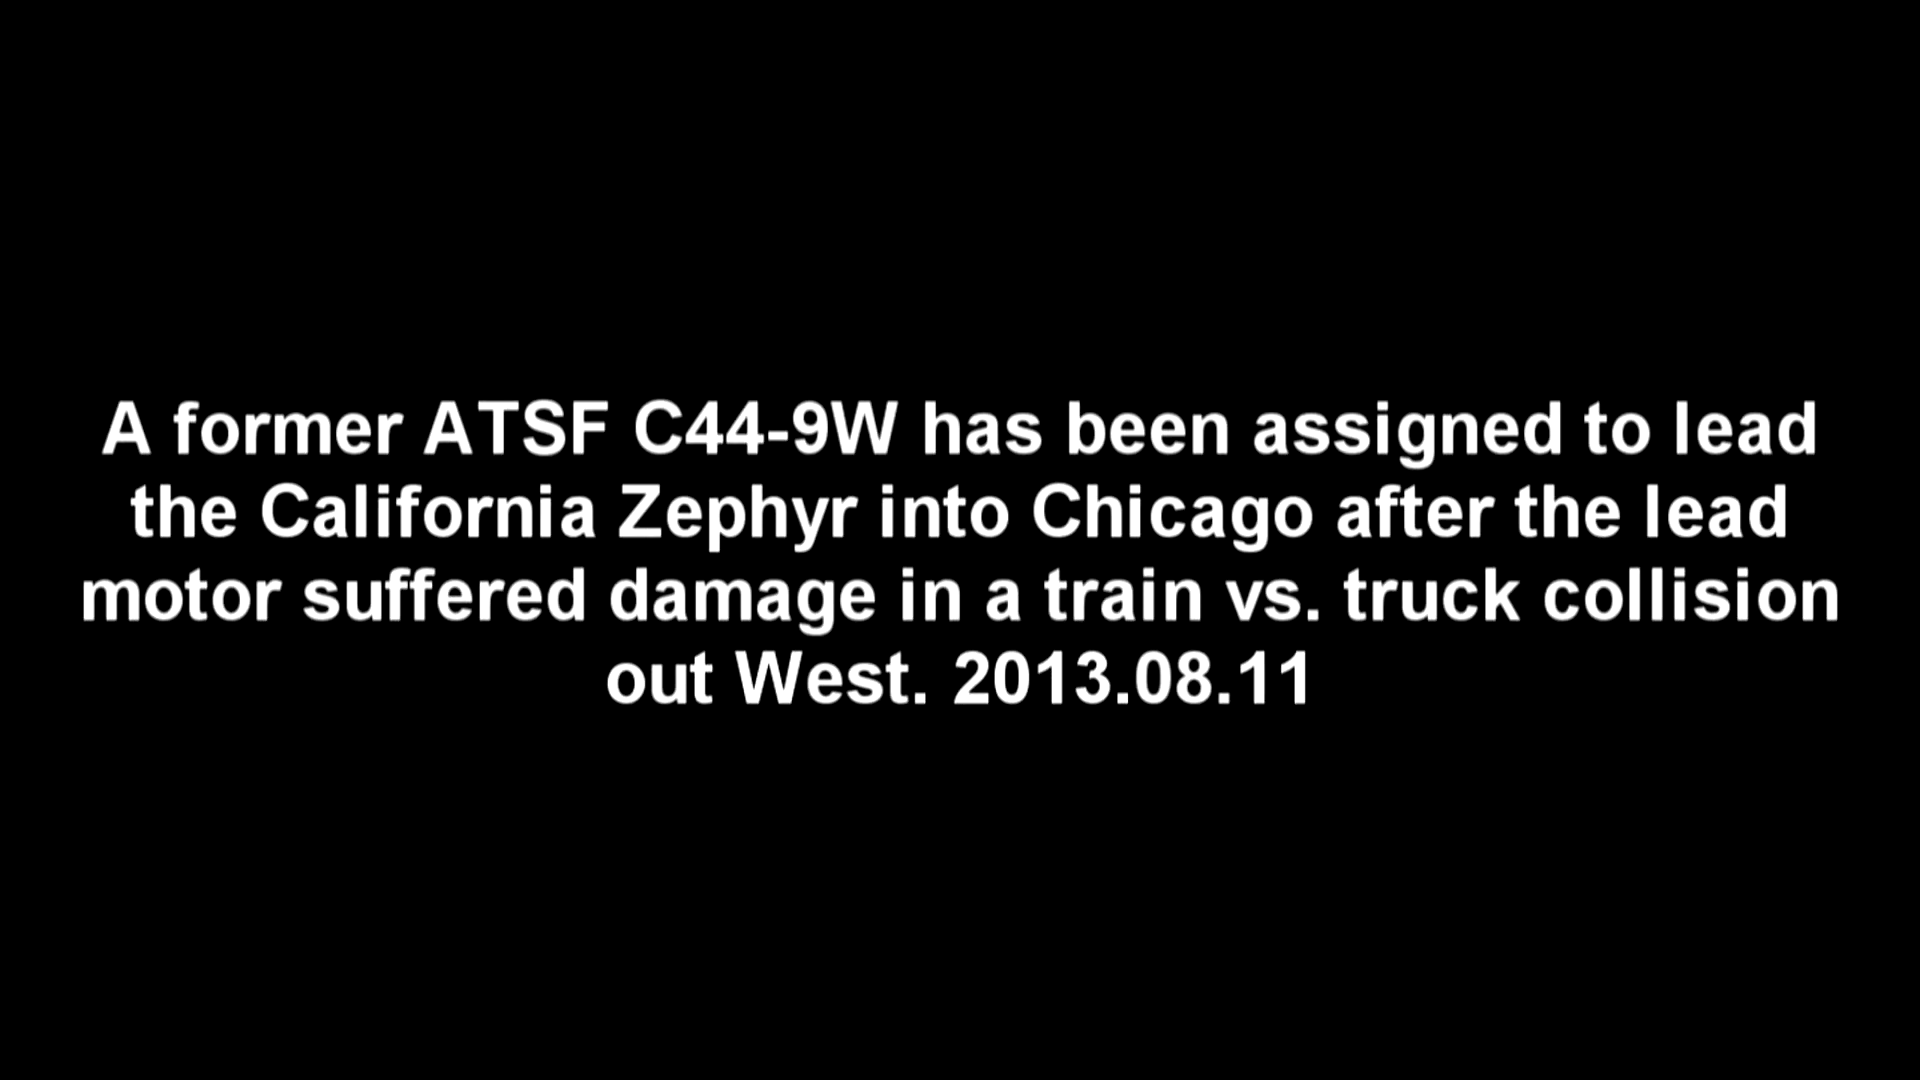 A former ATSF C44-9W has been assigned to lead
the California Zephyr into Chicago after the lead
motor suffered damage in a train vs. truck collision
out West. 2013.08.11